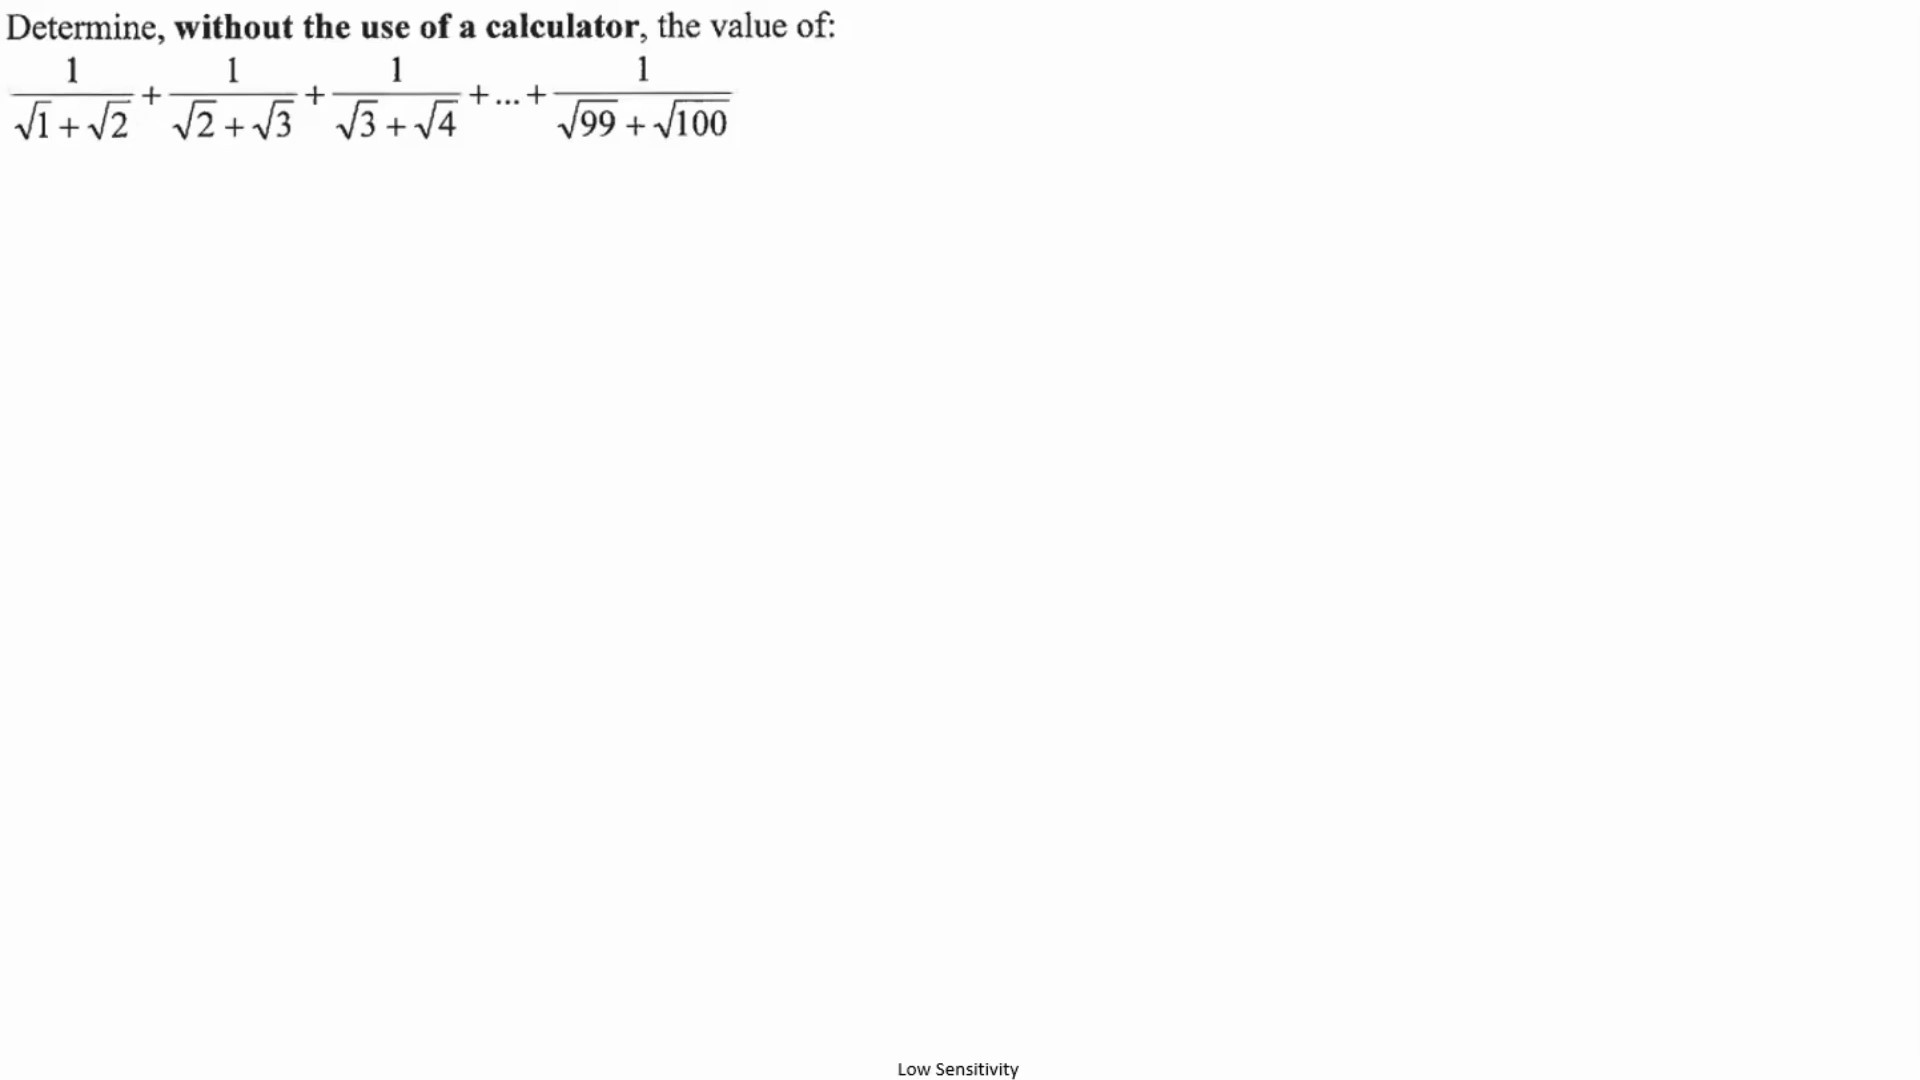 Determine, without the use of a calculator, the value of:
1/(√1 + √2) + 1/(√2 + √3) + 1/(√3 + √4) + ... + 1/(√99 + √100)
Low Sensitivity